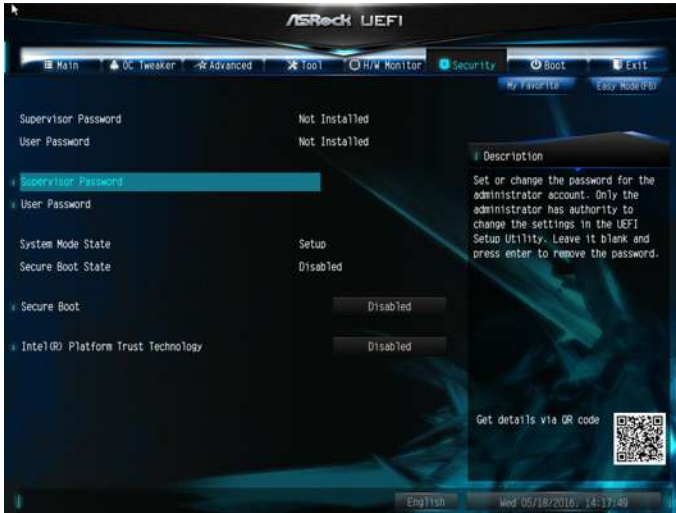 ASRock UEFI
Main OC Tweaker Advanced Tool H/W Monitor Security Boot Exit
My Favorite Easy Mode(F6)
Supervisor Password Not Installed
User Password Not Installed
Supervisor Password
User Password
System Mode State Setup
Secure Boot State Disabled
Secure Boot Disabled
Intel(R) Platform Trust Technology Disabled
Description
Set or change the password for the
administrator account. Only the
administrator has authority to
change the settings in the UEFI
Setup Utility. Leave it blank and
press enter to remove the password.
Get details via QR code
English Wed 05/18/2016, 14:17:49